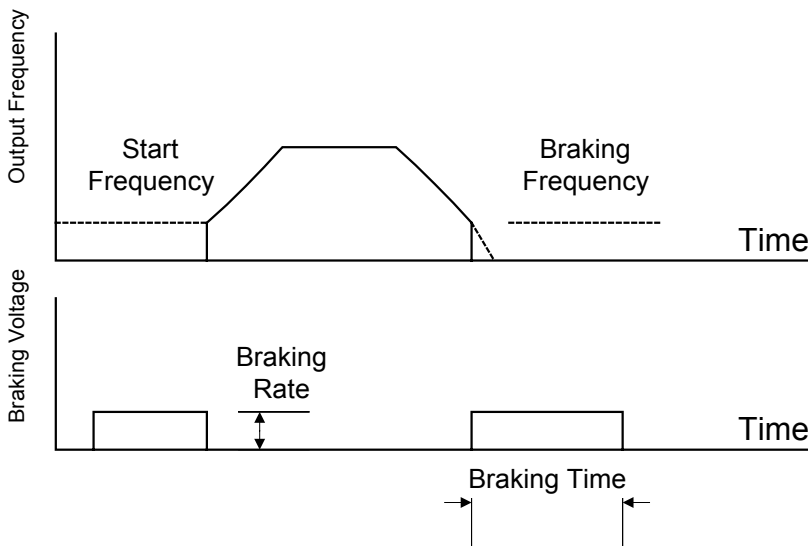 Output Frequency
Start
Frequency
Braking
Frequency
Time
Braking Voltage
Braking
Rate
Time
Braking Time